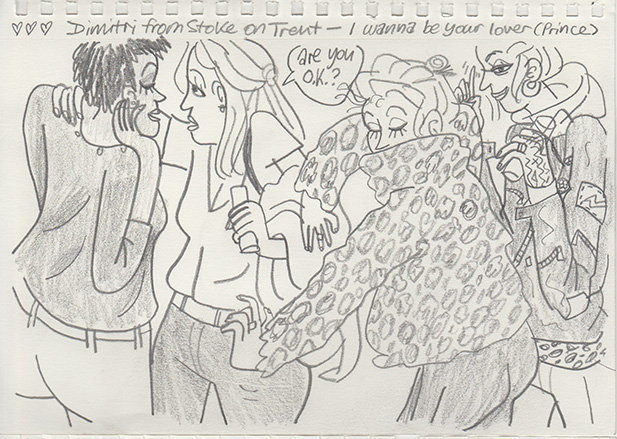 ♡♡♡ Dimitri from Stoke on Trent — I wanna be your lover (Prince)
are you
O.K.?